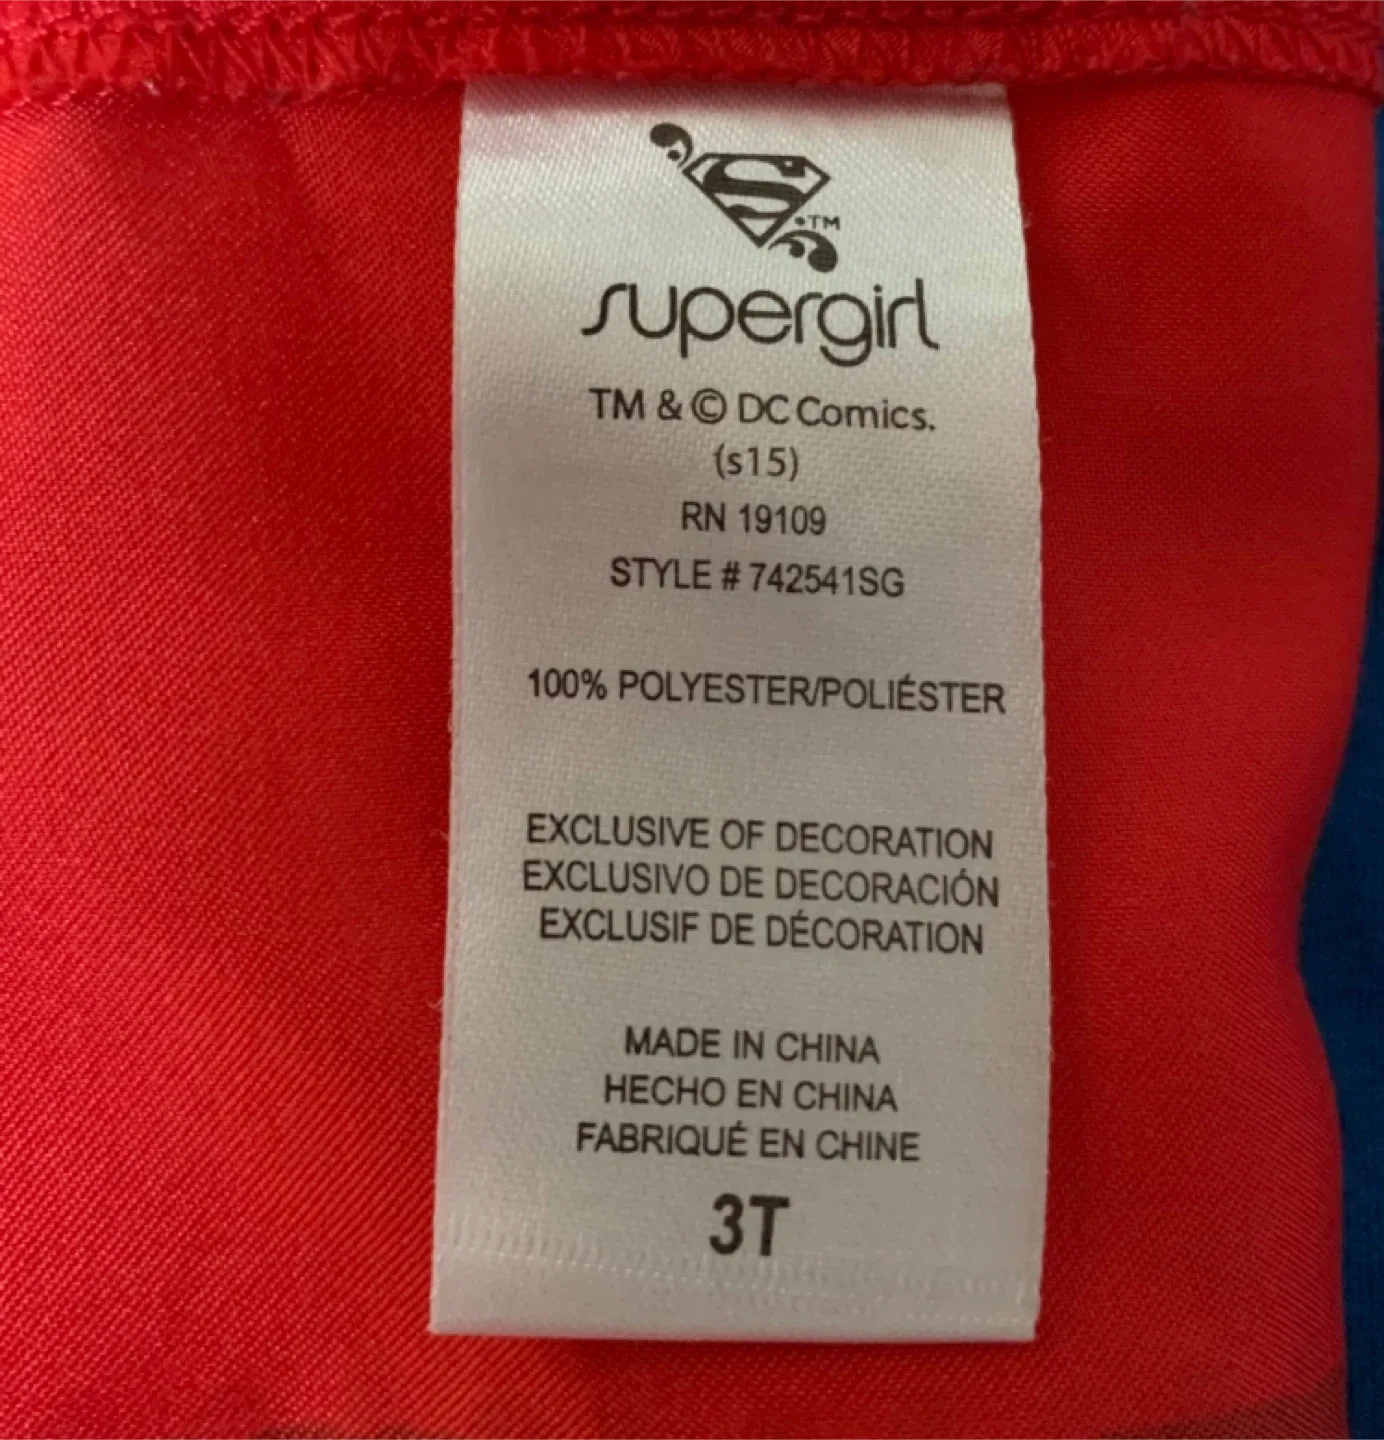 S
TM
supergirl
TM & © DC Comics.
(s15)
RN 19109
STYLE # 742541SG
100% POLYESTER/POLIÉSTER
EXCLUSIVE OF DECORATION
EXCLUSIVO DE DECORACIÓN
EXCLUSIF DE DÉCORATION
MADE IN CHINA
HECHO EN CHINA
FABRIQUÉ EN CHINE
3T